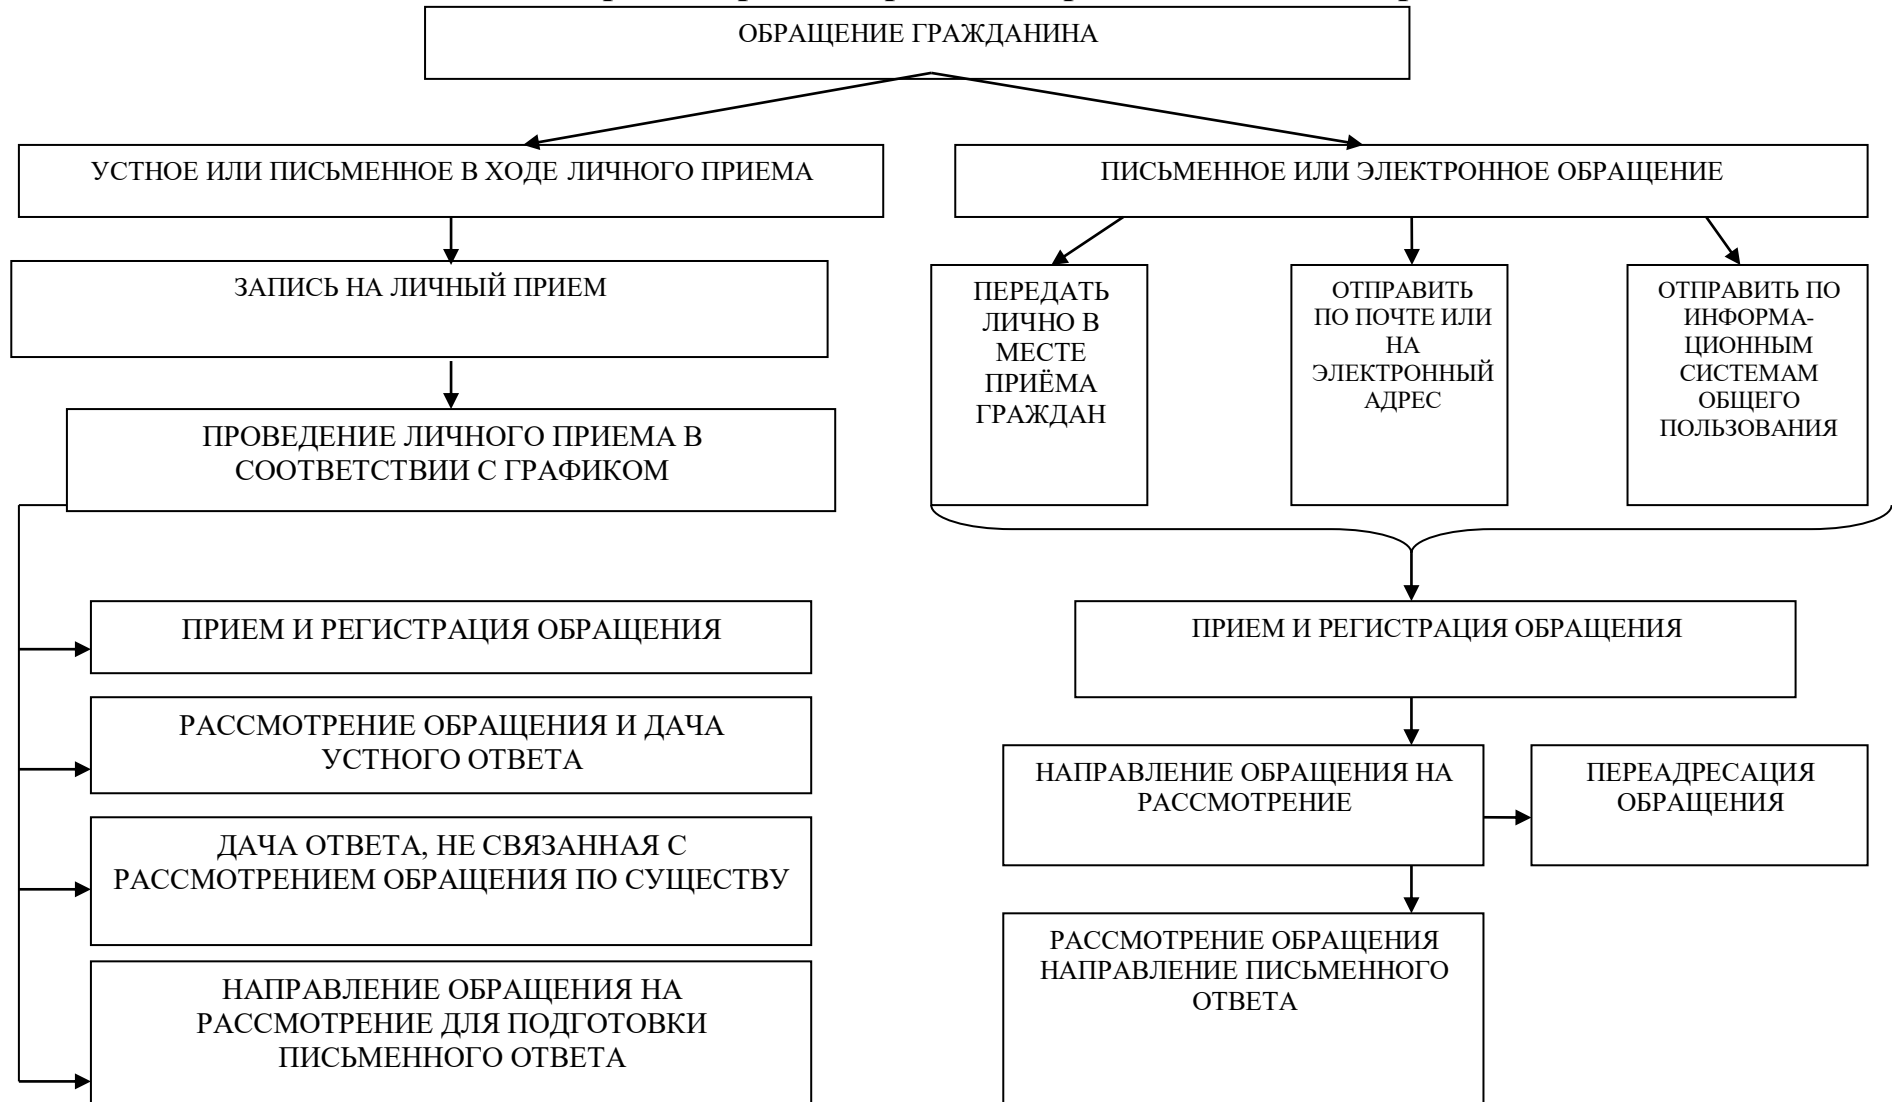 ОБРАЩЕНИЕ ГРАЖДАНИНА
УСТНОЕ ИЛИ ПИСЬМЕННОЕ В ХОДЕ ЛИЧНОГО ПРИЕМА
ЗАПИСЬ НА ЛИЧНЫЙ ПРИЕМ
ПРОВЕДЕНИЕ ЛИЧНОГО ПРИЕМА В
СООТВЕТСТВИИ С ГРАФИКОМ
ПРИЕМ И РЕГИСТРАЦИЯ ОБРАЩЕНИЯ
РАССМОТРЕНИЕ ОБРАЩЕНИЯ И ДАЧА
УСТНОГО ОТВЕТА
ДАЧА ОТВЕТА, НЕ СВЯЗАННАЯ С
РАССМОТРЕНИЕМ ОБРАЩЕНИЯ ПО СУЩЕСТВУ
НАПРАВЛЕНИЕ ОБРАЩЕНИЯ НА
РАССМОТРЕНИЕ ДЛЯ ПОДГОТОВКИ
ПИСЬМЕННОГО ОТВЕТА
ПИСЬМЕННОЕ ИЛИ ЭЛЕКТРОННОЕ ОБРАЩЕНИЕ
ПЕРЕДАТЬ
ЛИЧНО В
МЕСТЕ
ПРИЁМА
ГРАЖДАН
ОТПРАВИТЬ
ПО ПОЧТЕ ИЛИ
НА
ЭЛЕКТРОННЫЙ
АДРЕС
ОТПРАВИТЬ ПО
ИНФОРМА-
ЦИОННЫМ
СИСТЕМАМ
ОБЩЕГО
ПОЛЬЗОВАНИЯ
ПРИЕМ И РЕГИСТРАЦИЯ ОБРАЩЕНИЯ
НАПРАВЛЕНИЕ ОБРАЩЕНИЯ НА
РАССМОТРЕНИЕ
ПЕРЕАДРЕСАЦИЯ
ОБРАЩЕНИЯ
РАССМОТРЕНИЕ ОБРАЩЕНИЯ
НАПРАВЛЕНИЕ ПИСЬМЕННОГО
ОТВЕТА